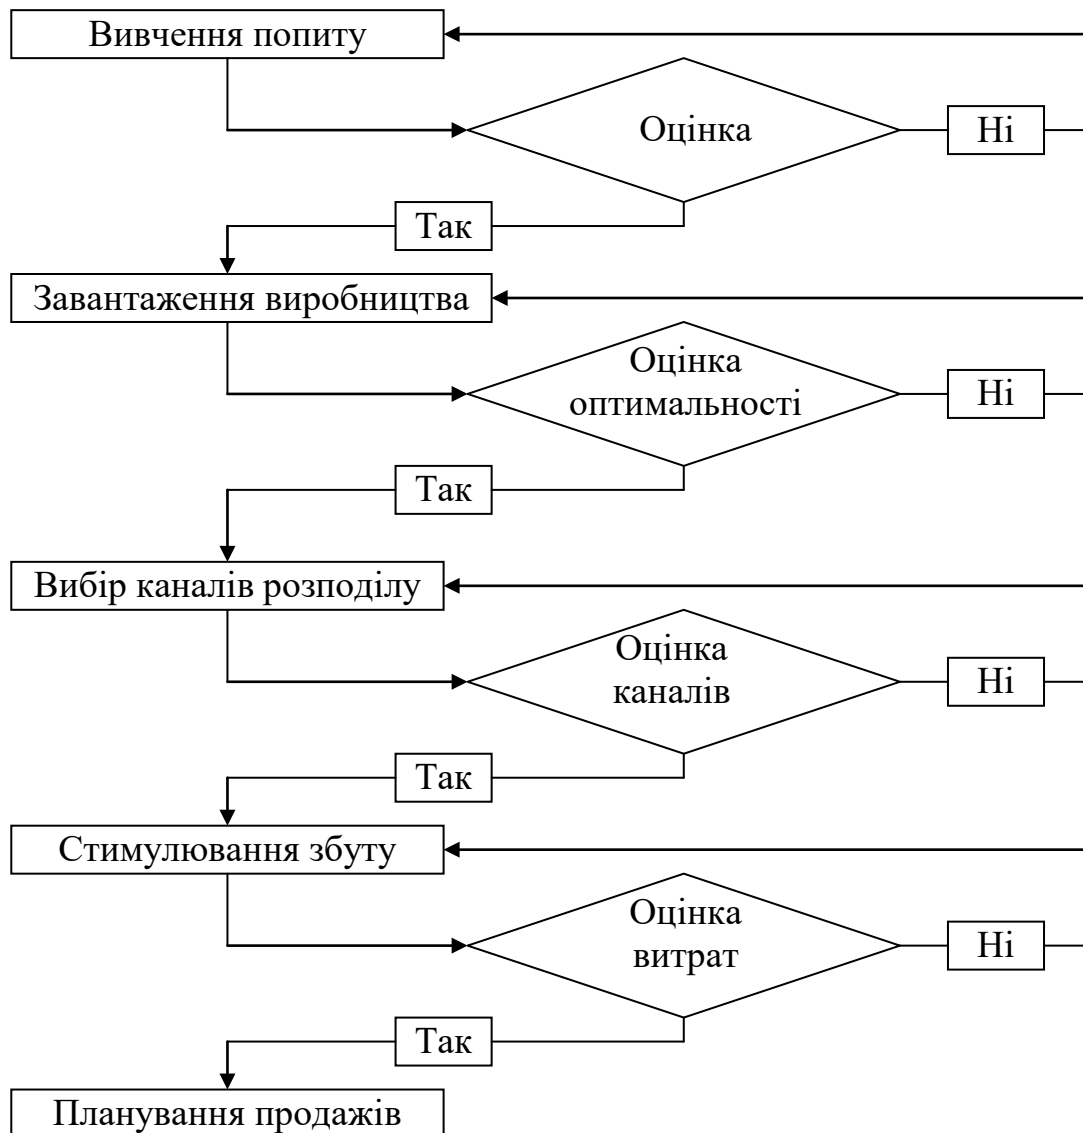 Вивчення попиту
Оцінка
Ні
Так
Завантаження виробництва
Оцінка
оптимальності
Ні
Так
Вибір каналів розподілу
Оцінка
каналів
Ні
Так
Стимулювання збуту
Оцінка
витрат
Ні
Так
Планування продажів